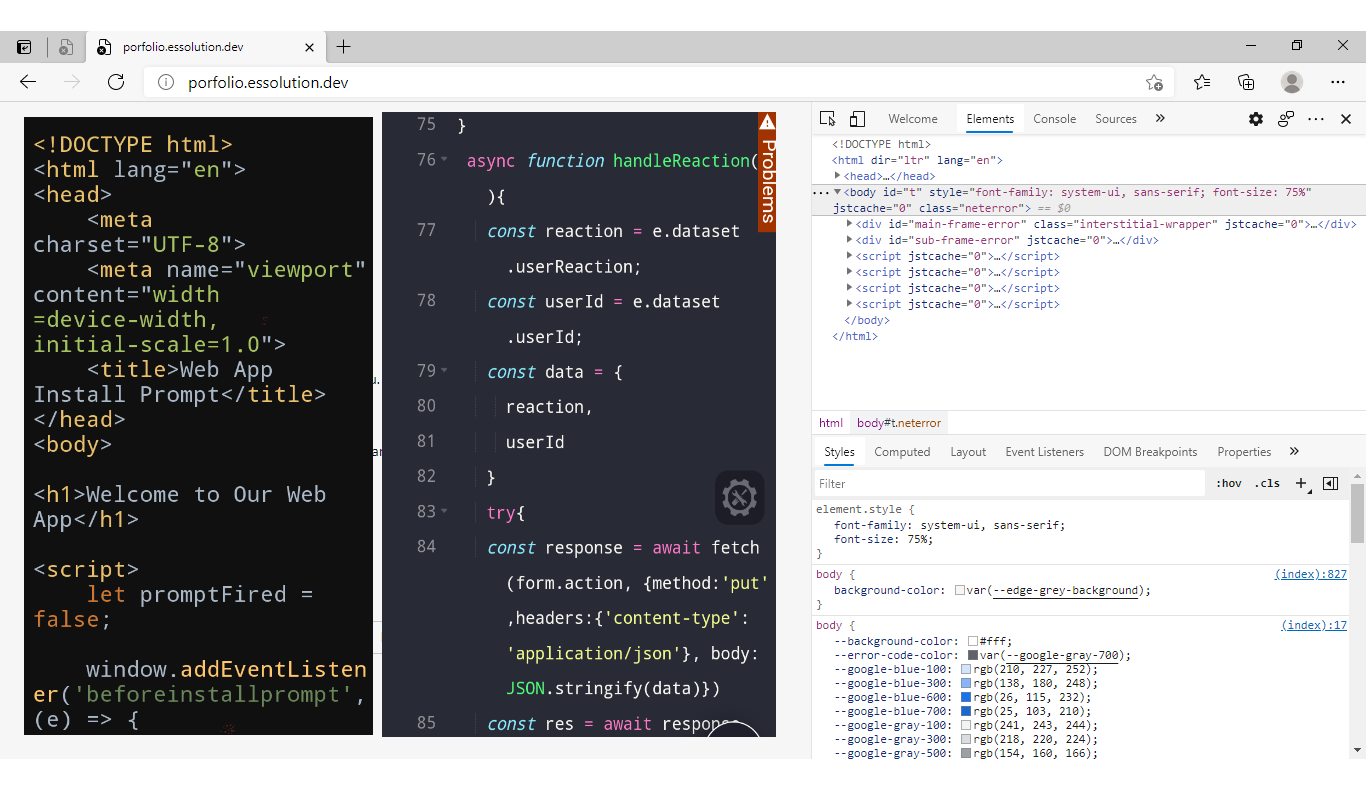 porfolio.essolution.dev
porfolio.essolution.dev
<!DOCTYPE html>
<html lang="en">
<head>
<meta
charset="UTF-8">
<meta name="viewport"
content="width
=device-width,
initial-scale=1.0">
<title>Web App
Install Prompt</title>
</head>
<body>
<h1>Welcome to Our Web
App</h1>
<script>
let promptFired =
false;
window.addEventListen
er('beforeinstallprompt',
(e) => {
75 }
76 async function handleReaction(
){
77 const reaction = e.dataset
.userReaction;
78 const userId = e.dataset
.userId;
79 const data = {
80 reaction,
81 userId
82 }
83 try{
84 const response = await fetch
(form.action, {method:'put'
,headers:{'content-type':
'application/json'}, body:
JSON.stringify(data)})
85 const res = await response
Problems
Welcome Elements Console Sources
<!DOCTYPE html>
<html dir="ltr" lang="en">
<head>…</head>
<body id="t" style="font-family: system-ui, sans-serif; font-size: 75%"
jstcache="0" class="neterror"> == $0
<div id="main-frame-error" class="interstitial-wrapper" jstcache="0">…</div>
<div id="sub-frame-error" jstcache="0">…</div>
<script jstcache="0">…</script>
<script jstcache="0">…</script>
<script jstcache="0">…</script>
<script jstcache="0">…</script>
</body>
</html>
html body#t.neterror
Styles Computed Layout Event Listeners DOM Breakpoints Properties
Filter :hov .cls +
element.style {
font-family: system-ui, sans-serif;
font-size: 75%;
}
body { (index):827
background-color: var(--edge-grey-background);
}
body { (index):17
--background-color: #fff;
--error-code-color: var(--google-gray-700);
--google-blue-100: rgb(210, 227, 252);
--google-blue-300: rgb(138, 180, 248);
--google-blue-600: rgb(26, 115, 232);
--google-blue-700: rgb(25, 103, 210);
--google-gray-100: rgb(241, 243, 244);
--google-gray-300: rgb(218, 220, 224);
--google-gray-500: rgb(154, 160, 166);